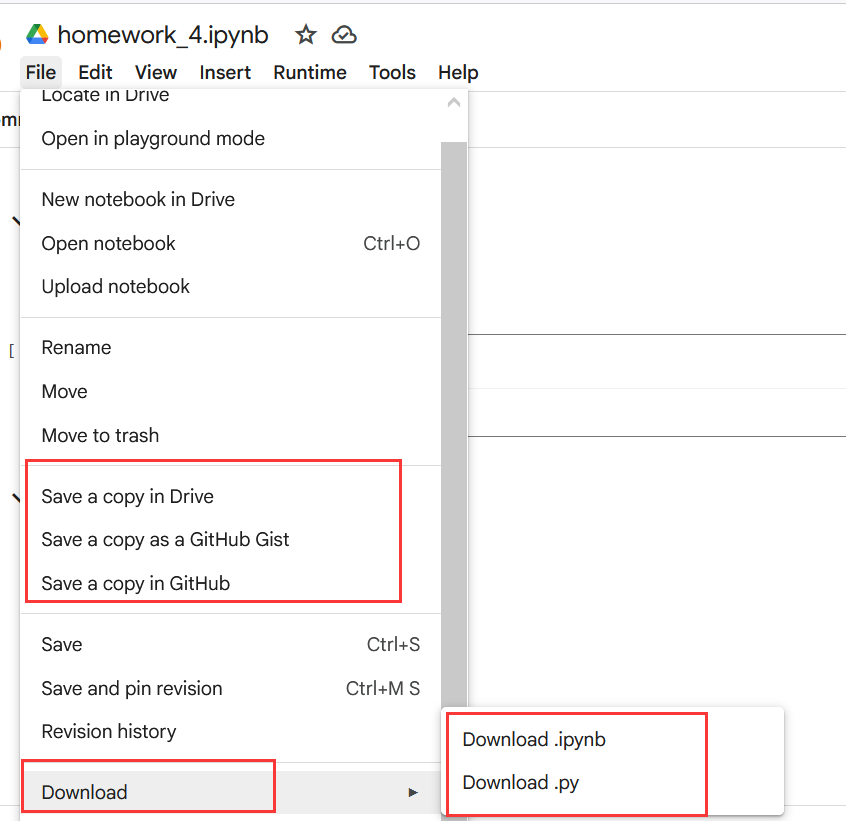 homework_4.ipynb
File Edit View Insert Runtime Tools Help
Locate in Drive
Open in playground mode
New notebook in Drive
Open notebook Ctrl+O
Upload notebook
[
Rename
Move
Move to trash
Save a copy in Drive
Save a copy as a GitHub Gist
Save a copy in GitHub
Save Ctrl+S
Save and pin revision Ctrl+M S
Revision history
Download
Download .ipynb
Download .py